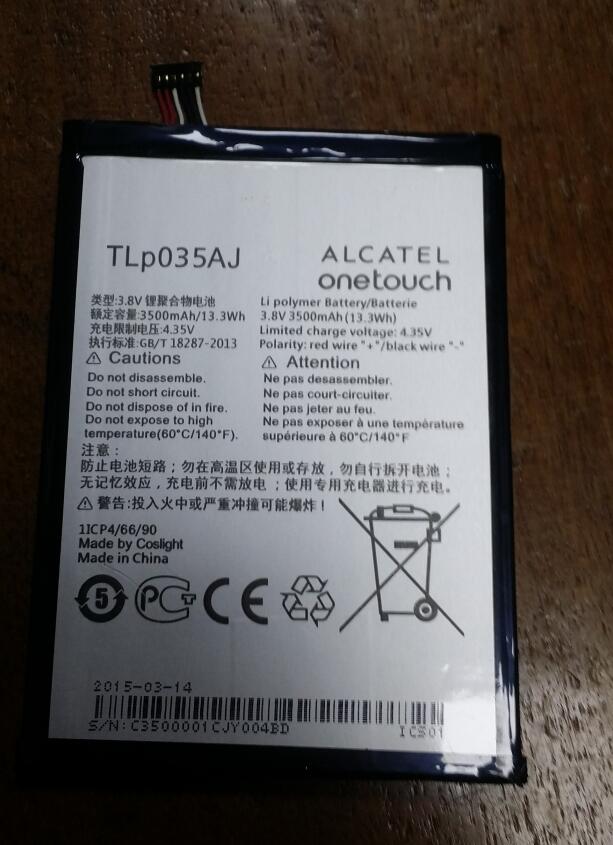 TLp035AJ
ALCATEL
onetouch
类型:3.8V 锂聚合物电池
额定容量:3500mAh/13.3Wh
充电限制电压:4.35V
执行标准:GB/T 18287-2013
Li polymer Battery/Batterie
3.8V 3500mAh(13.3Wh)
Limited charge voltage: 4.35V
Polarity: red wire "+"/black wire "-"
Cautions
Do not disassemble.
Do not short circuit.
Do not dispose of in fire.
Do not expose to high
temperature(60°C/140°F).
Attention
Ne pas desassembler.
Ne pas court-circuiter.
Ne pas jeter au feu.
Ne pas exposer à une température
supérieure à 60°C/140°F
注意：
防止电池短路；勿在高温区使用或存放，勿自行拆开电池；
无记忆效应，充电前不需放电；使用专用充电器进行充电。
警告:投入火中或严重冲撞可能爆炸！
1ICP4/66/90
Made by Coslight
Made in China
5 PCT CE
2015-03-14
S/N:C3500001CJY004BD
ICS01